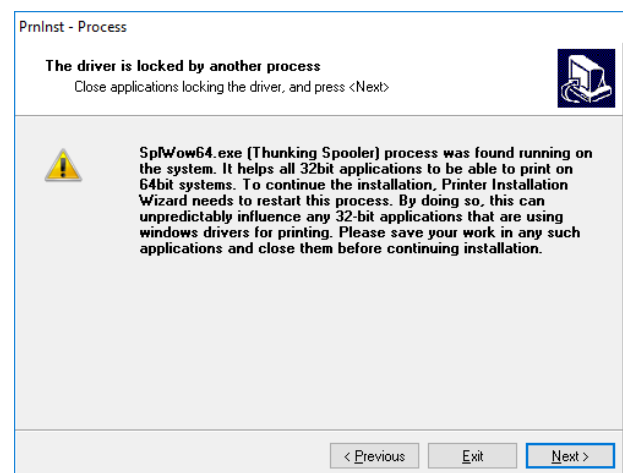 PrnInst - Process
The driver is locked by another process
Close applications locking the driver, and press <Next>
SplWow64.exe (Thunking Spooler) process was found running on
the system. It helps all 32bit applications to be able to print on
64bit systems. To continue the installation, Printer Installation
Wizard needs to restart this process. By doing so, this can
unpredictably influence any 32-bit applications that are using
windows drivers for printing. Please save your work in any such
applications and close them before continuing installation.
< Previous
Exit
Next >